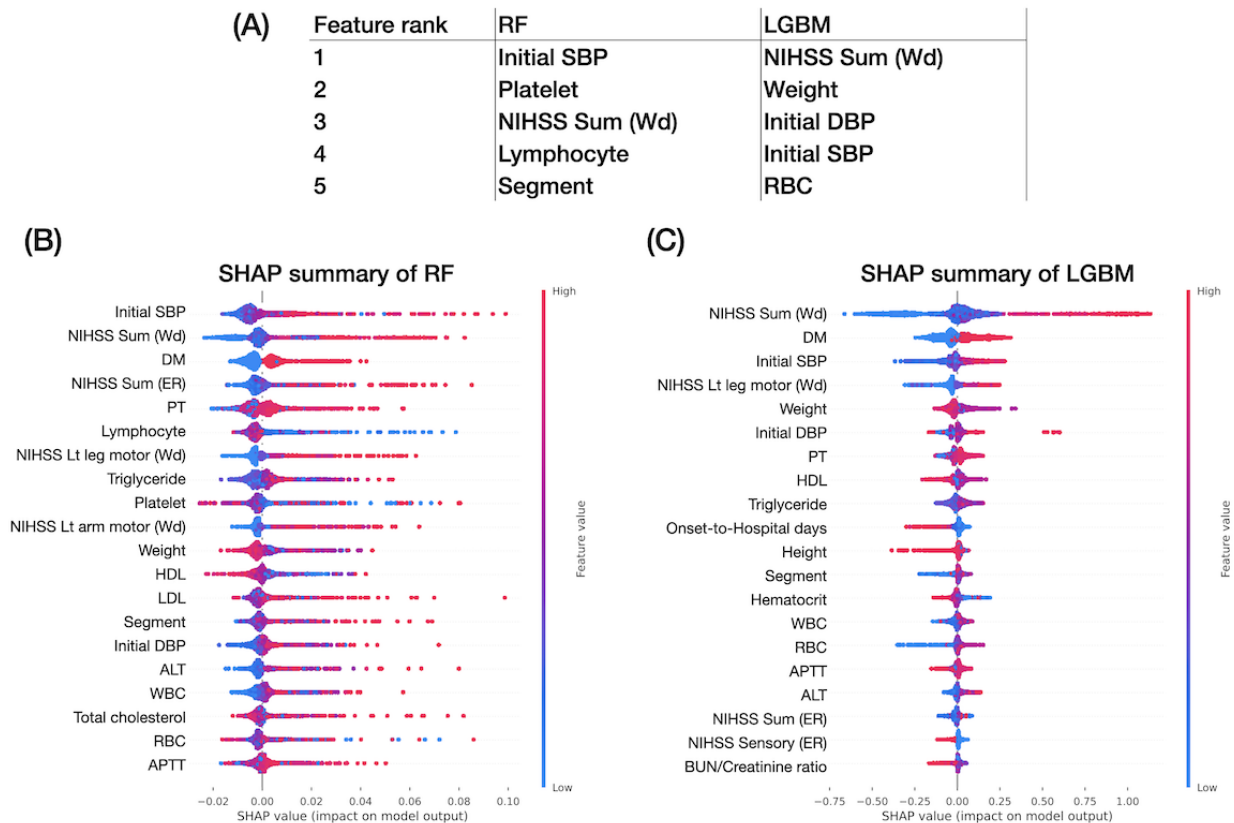 (A)
Feature rank RF LGBM
1 Initial SBP NIHSS Sum (Wd)
2 Platelet Weight
3 NIHSS Sum (Wd) Initial DBP
4 Lymphocyte Initial SBP
5 Segment RBC
(B)
SHAP summary of RF
High
Initial SBP
NIHSS Sum (Wd)
DM
NIHSS Sum (ER)
PT
Lymphocyte
NIHSS Lt leg motor (Wd)
Triglyceride
Platelet
NIHSS Lt arm motor (Wd)
Weight
HDL
LDL
Segment
Initial DBP
ALT
WBC
Total cholesterol
RBC
APTT
Feature value
Low
−0.02 0.00 0.02 0.04 0.06 0.08 0.10
SHAP value (impact on model output)
(C)
SHAP summary of LGBM
High
NIHSS Sum (Wd)
DM
Initial SBP
NIHSS Lt leg motor (Wd)
Weight
Initial DBP
PT
HDL
Triglyceride
Onset-to-Hospital days
Height
Segment
Hematocrit
WBC
RBC
APTT
ALT
NIHSS Sum (ER)
NIHSS Sensory (ER)
BUN/Creatinine ratio
Feature value
Low
−0.75 −0.50 −0.25 0.00 0.25 0.50 0.75 1.00
SHAP value (impact on model output)